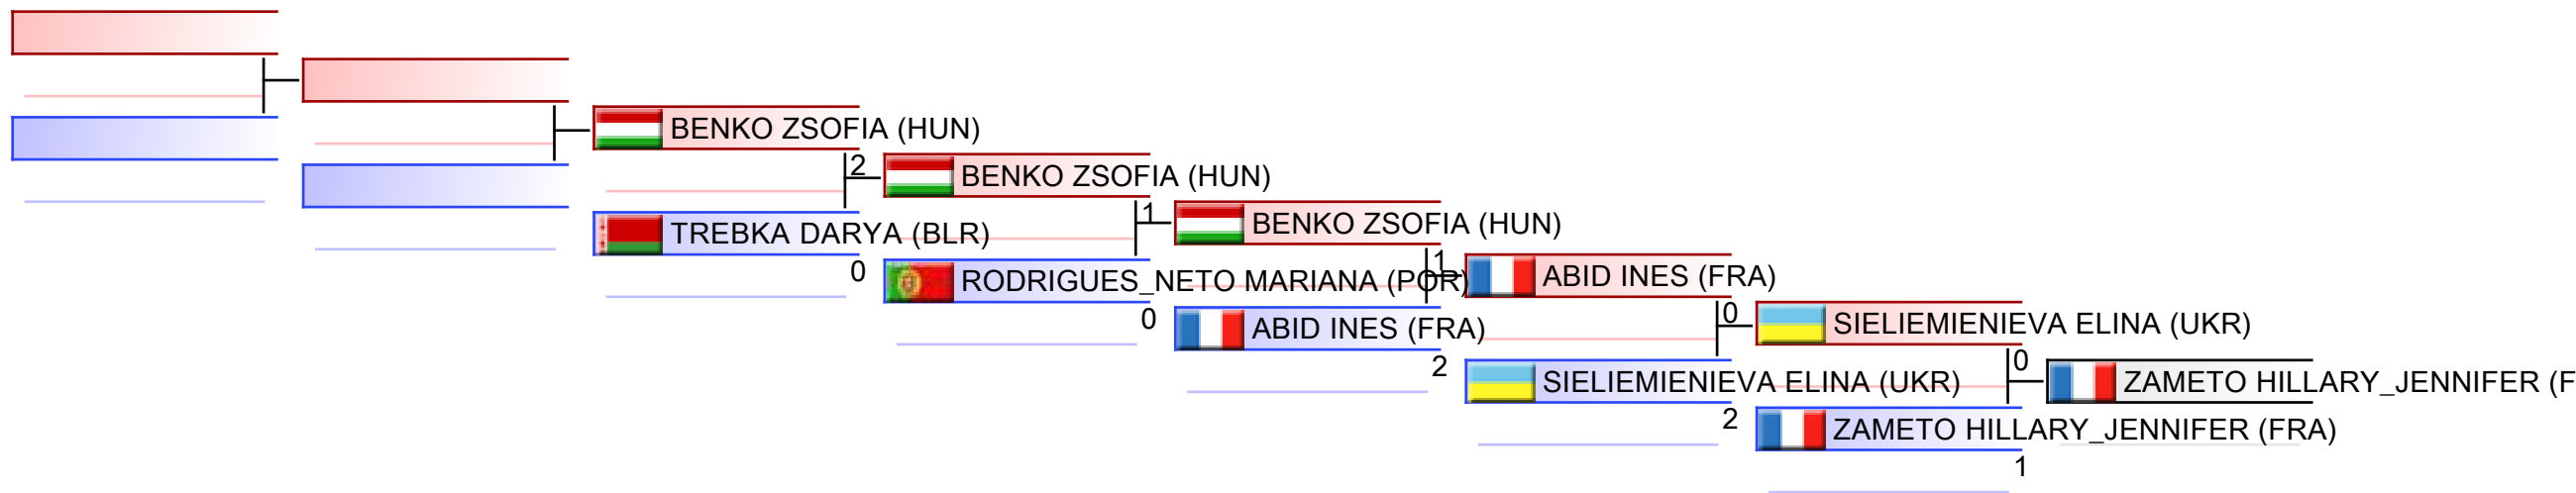 BENKO ZSOFIA (HUN)
2
TREBKA DARYA (BLR)
0
BENKO ZSOFIA (HUN)
1
RODRIGUES_NETO MARIANA (POR)
0
BENKO ZSOFIA (HUN)
1
ABID INES (FRA)
2
ABID INES (FRA)
0
SIELIEMIENIEVA ELINA (UKR)
2
SIELIEMIENIEVA ELINA (UKR)
0
ZAMETO HILLARY_JENNIFER (FRA)
1
ZAMETO HILLARY_JENNIFER (F